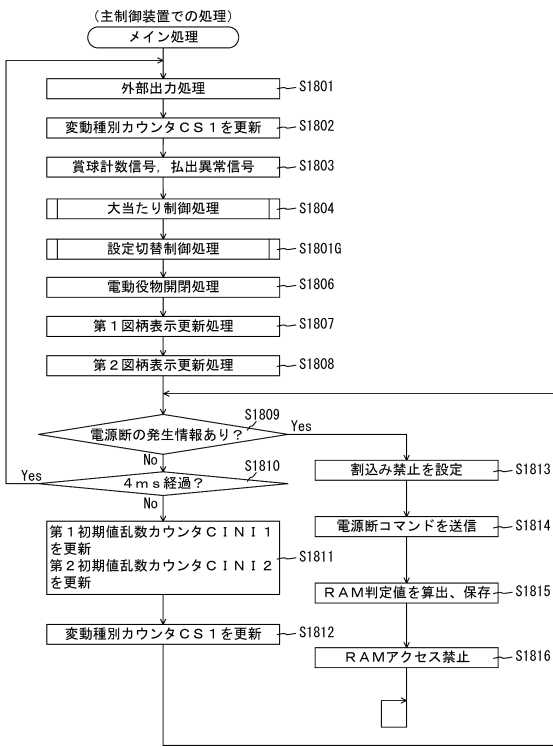 (主制御装置での処理)
メイン処理
外部出力処理
S1801
変動種別カウンタCS1を更新
S1802
賞球計数信号,払出異常信号
S1803
大当たり制御処理
S1804
設定切替制御処理
S1801G
電動役物開閉処理
S1806
第1図柄表示更新処理
S1807
第2図柄表示更新処理
S1808
電源断の発生情報あり?
S1809
Yes
No
4ms経過?
S1810
Yes
No
第1初期値乱数カウンタCINI1
を更新
第2初期値乱数カウンタCINI2
を更新
S1811
変動種別カウンタCS1を更新
S1812
割込み禁止を設定
S1813
電源断コマンドを送信
S1814
RAM判定値を算出、保存
S1815
RAMアクセス禁止
S1816